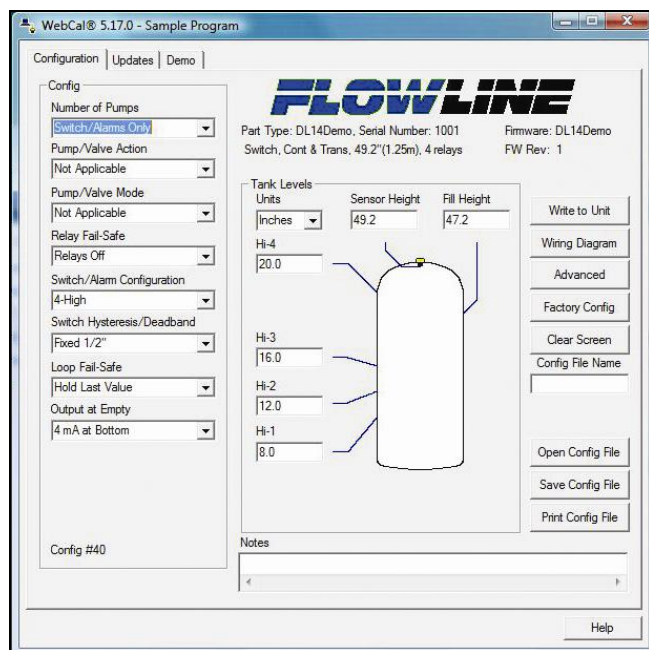 WebCal® 5.17.0 - Sample Program
Configuration Updates Demo
Config
Number of Pumps
Switch/Alarms Only
Pump/Valve Action
Not Applicable
Pump/Valve Mode
Not Applicable
Relay Fail-Safe
Relays Off
Switch/Alarm Configuration
4-High
Switch Hysteresis/Deadband
Fixed 1/2"
Loop Fail-Safe
Hold Last Value
Output at Empty
4 mA at Bottom
Config #40
FLOWLINE
Part Type: DL14Demo, Serial Number: 1001 Firmware: DL14Demo
Switch, Cont & Trans, 49.2"(1.25m), 4 relays FW Rev: 1
Tank Levels
Units Sensor Height Fill Height
Inches 49.2 47.2
Hi-4
20.0
Hi-3
16.0
Hi-2
12.0
Hi-1
8.0
Write to Unit
Wiring Diagram
Advanced
Factory Config
Clear Screen
Config File Name
Open Config File
Save Config File
Print Config File
Notes
Help